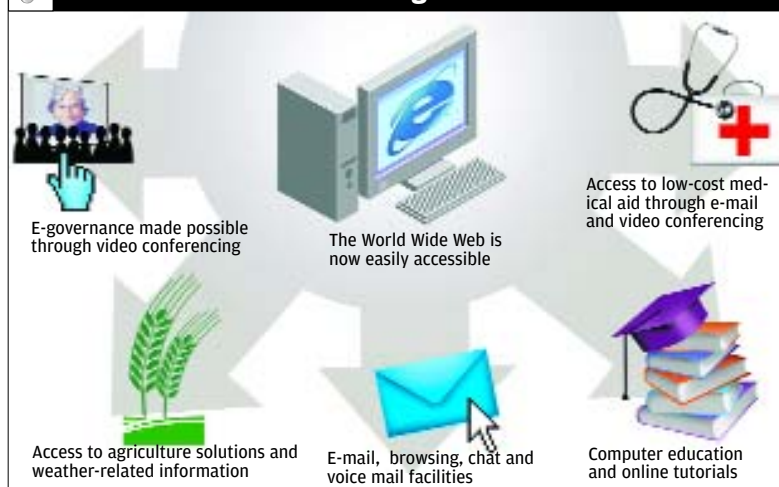 E-governance made possible
through video conferencing
The World Wide Web is
now easily accessible
Access to low-cost med-
ical aid through e-mail
and video conferencing
Access to agriculture solutions and
weather-related information
E-mail, browsing, chat and
voice mail facilities
Computer education
and online tutorials